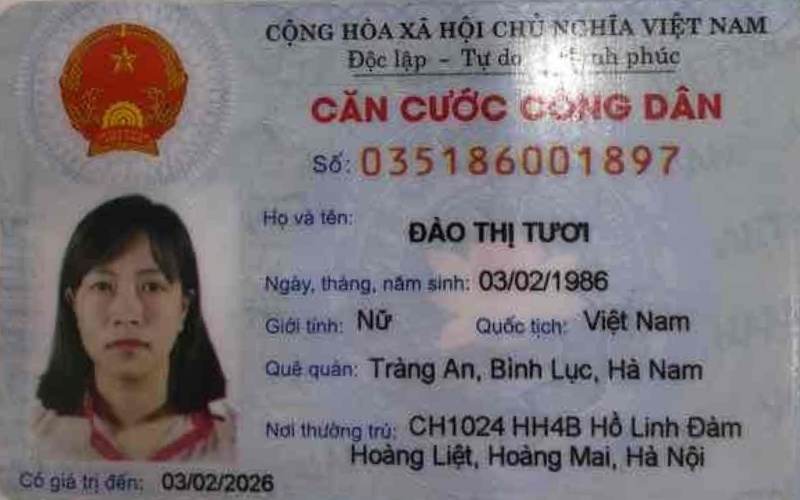 CỘNG HÒA XÃ HỘI CHỦ NGHĨA VIỆT NAM
Độc lập - Tự do phúc
CĂN CƯỚC CÔNG DÂN
Số: 035186001897
Họ và tên: ĐÀO THỊ TƯƠI
Ngày, tháng, năm sinh: 03/02/1986
Giới tính: Nữ Quốc tịch: Việt Nam
Quê quán: Tràng An, Bình Lục, Hà Nam
Nơi thường trú: CH1024 HH4B Hồ Linh Đàm
Hoàng Liệt, Hoàng Mai, Hà Nội
Có giá trị đến: 03/02/2026